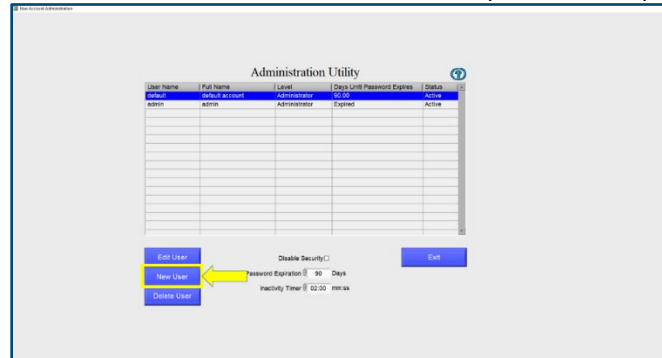 User Account Administration
Administration Utility
User Name Full Name Level Days Until Password Expires Status
default default account Administrator 90.00 Active
admin admin Administrator Expired Active
Edit User
Disable Security
Exit
New User
Password Expiration 90 Days
Inactivity Timer 02:00 mm:ss
Delete User